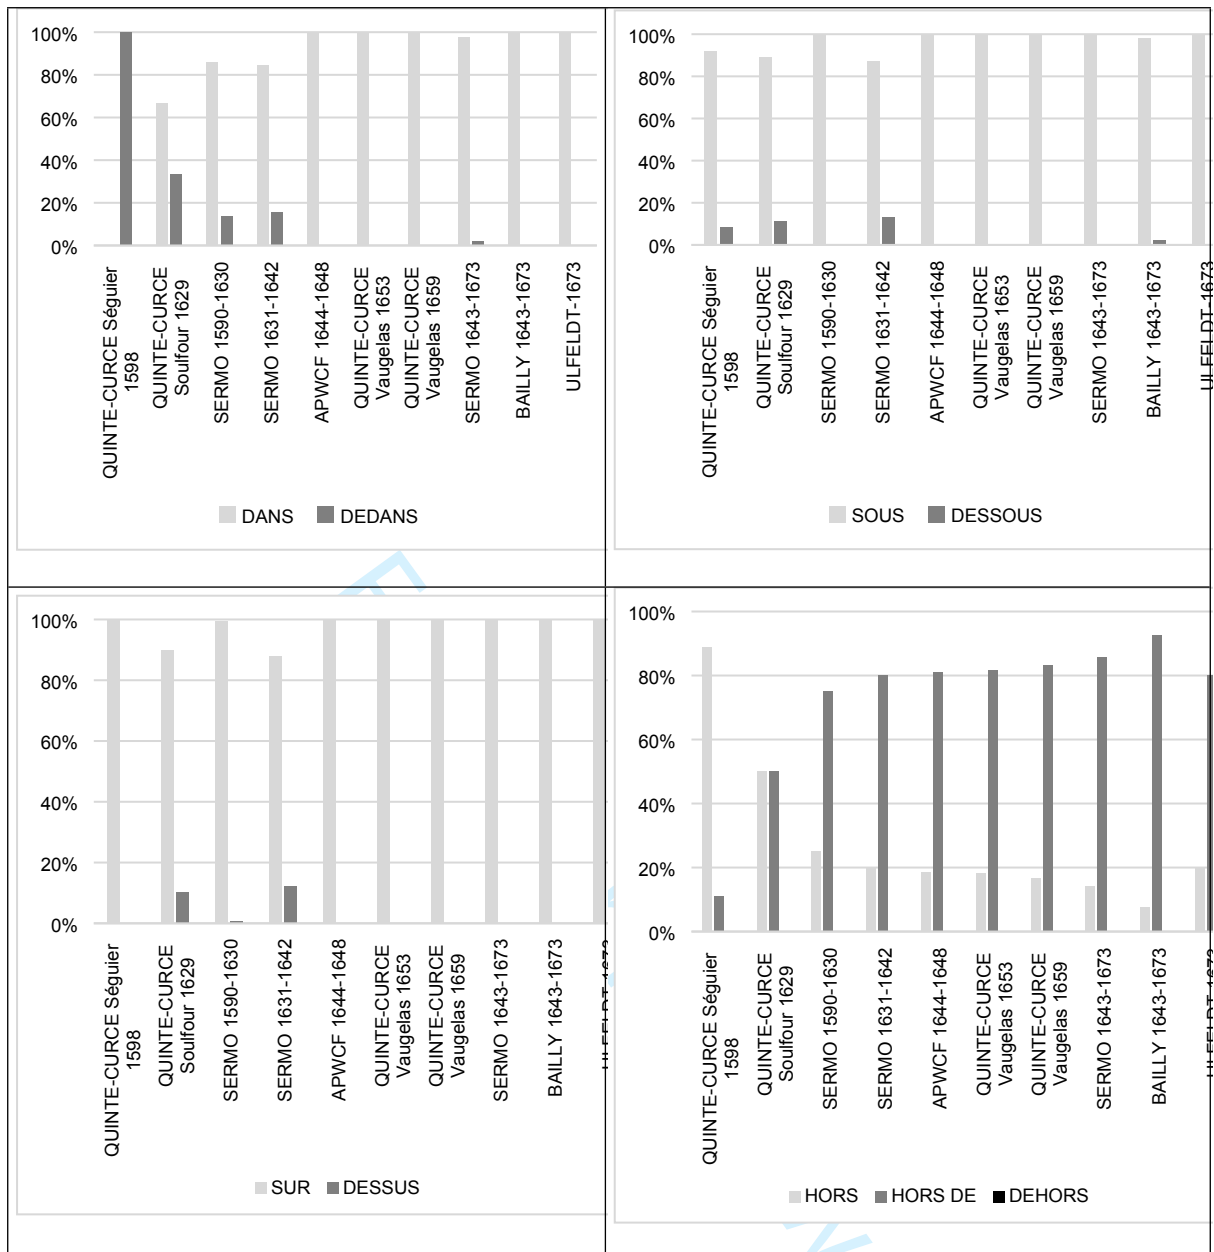 100%
80%
60%
40%
20%
0%
QUINTE-CURCE Séguier
1598
QUINTE-CURCE
Soulfour 1629
SERMO 1590-1630
SERMO 1631-1642
APWCF 1644-1648
QUINTE-CURCE
Vaugelas 1653
QUINTE-CURCE
Vaugelas 1659
SERMO 1643-1673
BAILLY 1643-1673
ULFELDT-1673
DANS DEDANS
100%
80%
60%
40%
20%
0%
QUINTE-CURCE Séguier
1598
QUINTE-CURCE
Soulfour 1629
SERMO 1590-1630
SERMO 1631-1642
APWCF 1644-1648
QUINTE-CURCE
Vaugelas 1653
QUINTE-CURCE
Vaugelas 1659
SERMO 1643-1673
BAILLY 1643-1673
ULFELDT-1673
SOUS DESSOUS
100%
80%
60%
40%
20%
0%
QUINTE-CURCE Séguier
1598
QUINTE-CURCE
Soulfour 1629
SERMO 1590-1630
SERMO 1631-1642
APWCF 1644-1648
QUINTE-CURCE
Vaugelas 1653
QUINTE-CURCE
Vaugelas 1659
SERMO 1643-1673
BAILLY 1643-1673
ULFELDT-1673
SUR DESSUS
100%
80%
60%
40%
20%
0%
QUINTE-CURCE Séguier
1598
QUINTE-CURCE
Soulfour 1629
SERMO 1590-1630
SERMO 1631-1642
APWCF 1644-1648
QUINTE-CURCE
Vaugelas 1653
QUINTE-CURCE
Vaugelas 1659
SERMO 1643-1673
BAILLY 1643-1673
ULFELDT-1673
HORS HORS DE DEHORS